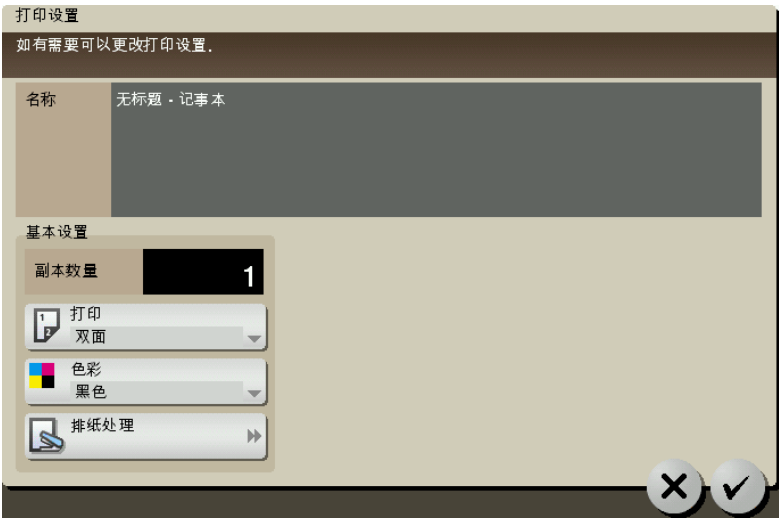 打印设置
如有需要可以更改打印设置.
名称
无标题 - 记事本
基本设置
副本数量
1
1
2
打印
双面
色彩
黑色
排纸处理